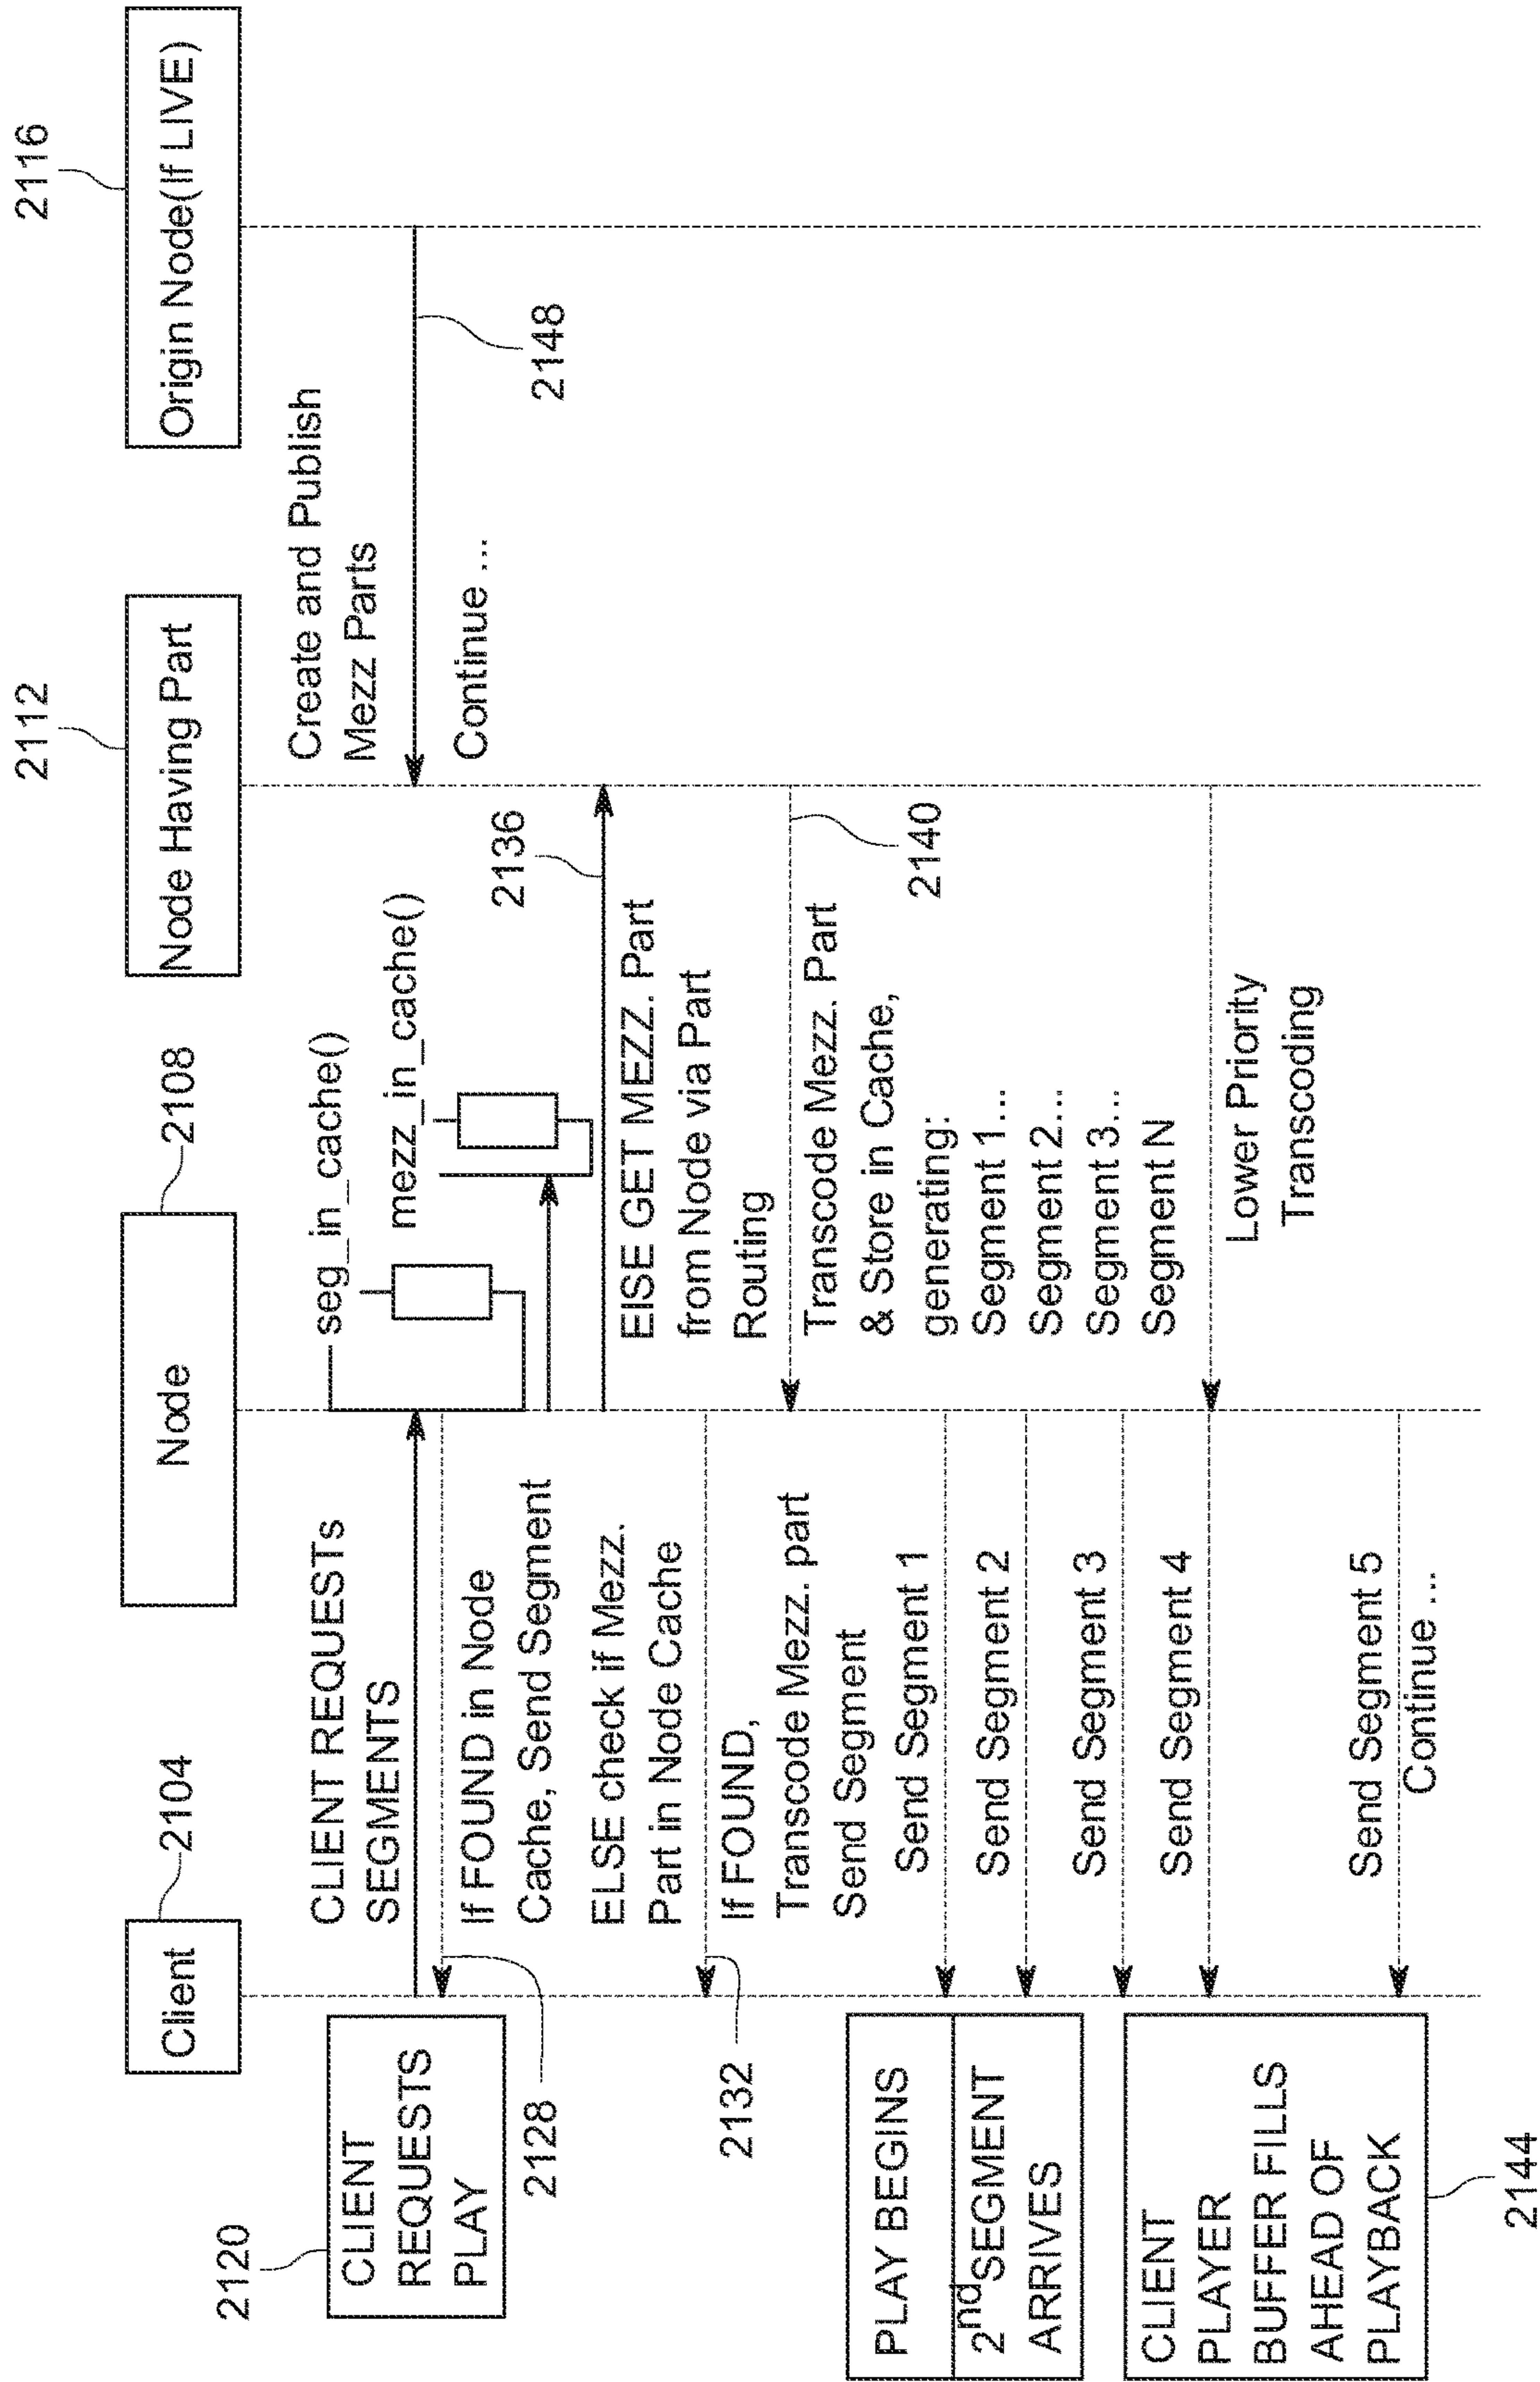 2104
2108
2112
2116
Client
Node
Node Having Part
Origin Node(If LIVE)
2120
CLIENT
REQUESTS
PLAY
CLIENT REQUESTs
SEGMENTS
seg_in_cache()
mezz_in_cache()
Create and Publish
Mezz Parts
2148
Continue ...
2128
If FOUND in Node
Cache, Send Segment
ELSE check if Mezz.
Part in Node Cache
2132
If FOUND,
Transcode Mezz. part
Send Segment
2136
EISE GET MEZZ. Part
from Node via Part
Routing
2140
Transcode Mezz. Part
& Store in Cache,
generating:
Segment 1...
Segment 2...
Segment 3...
Segment N
Lower Priority
Transcoding
PLAY BEGINS
2nd SEGMENT
ARRIVES
Send Segment 1
Send Segment 2
Send Segment 3
Send Segment 4
CLIENT
PLAYER
BUFFER FILLS
AHEAD OF
PLAYBACK
2144
Send Segment 5
Continue ...